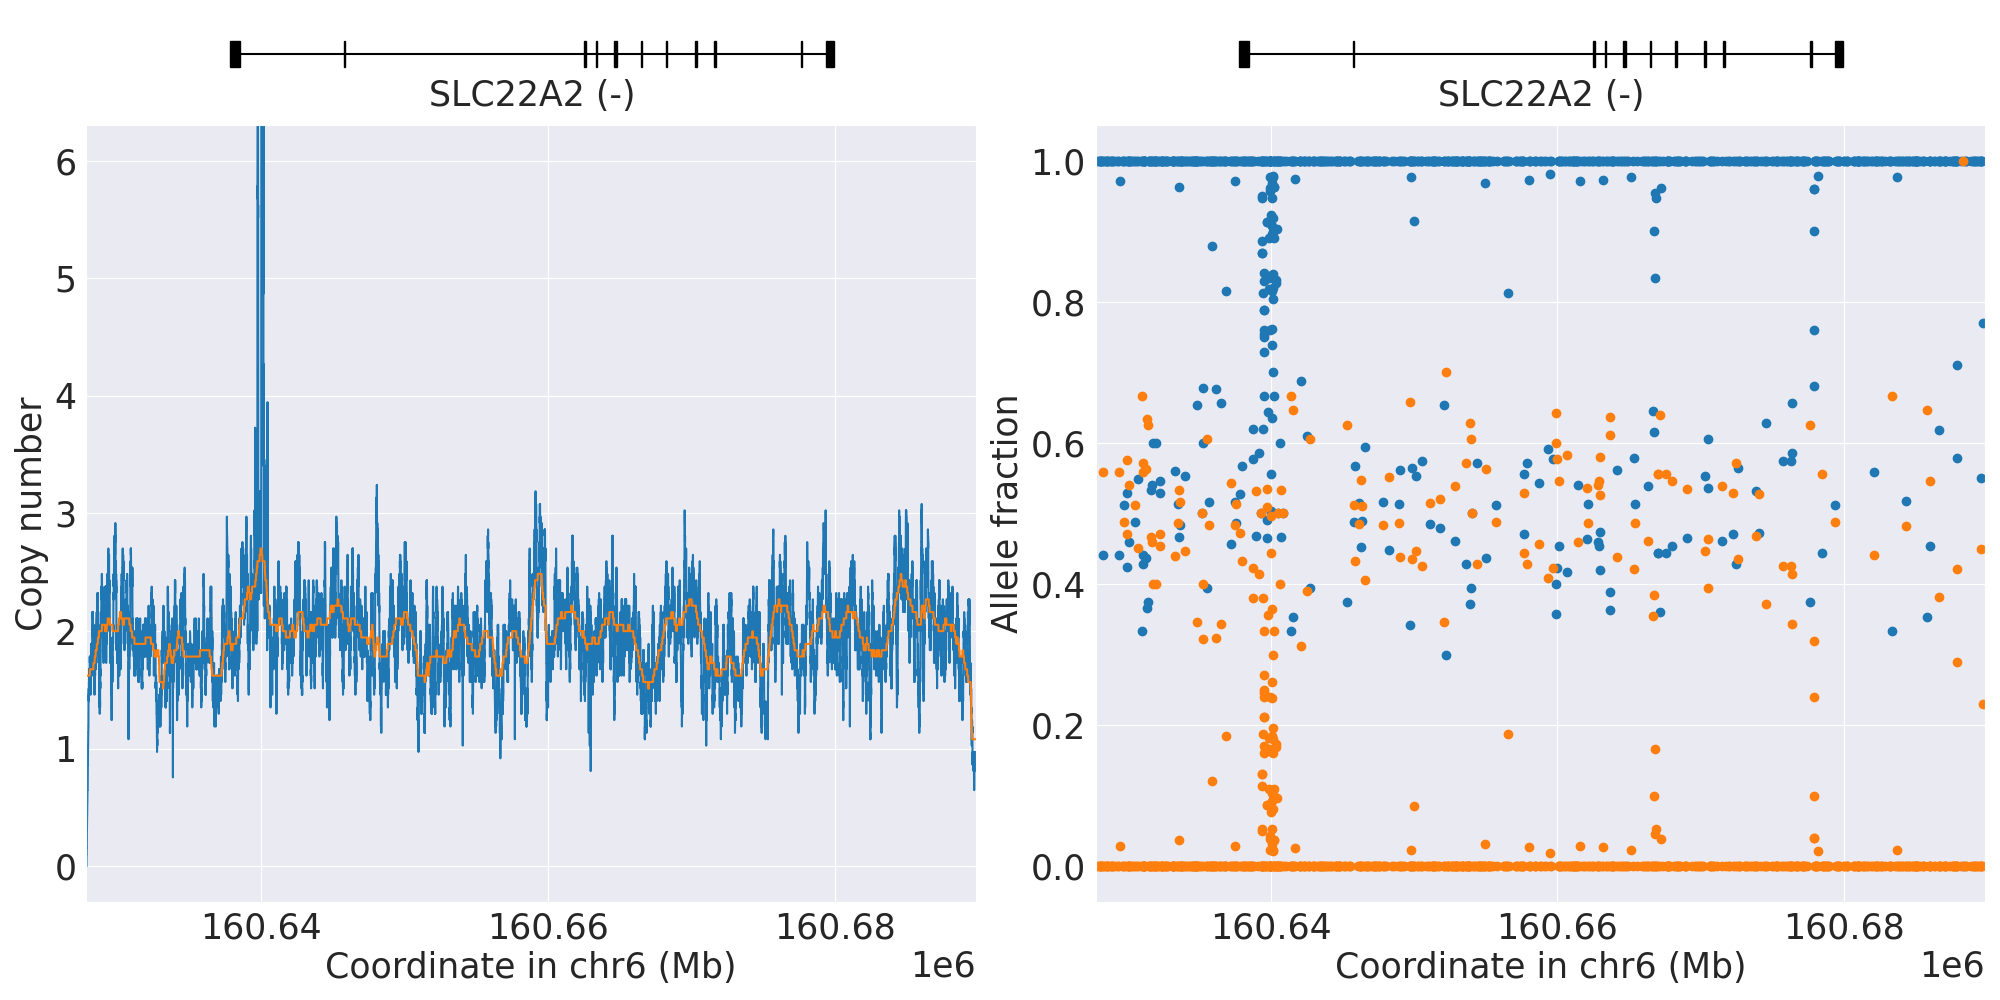 SLC22A2 (-)
6
5
4
3
2
1
0
Copy number
160.64
160.66
160.68
1e6
Coordinate in chr6 (Mb)
SLC22A2 (-)
1.0
0.8
0.6
0.4
0.2
0.0
Allele fraction
160.64
160.66
160.68
1e6
Coordinate in chr6 (Mb)